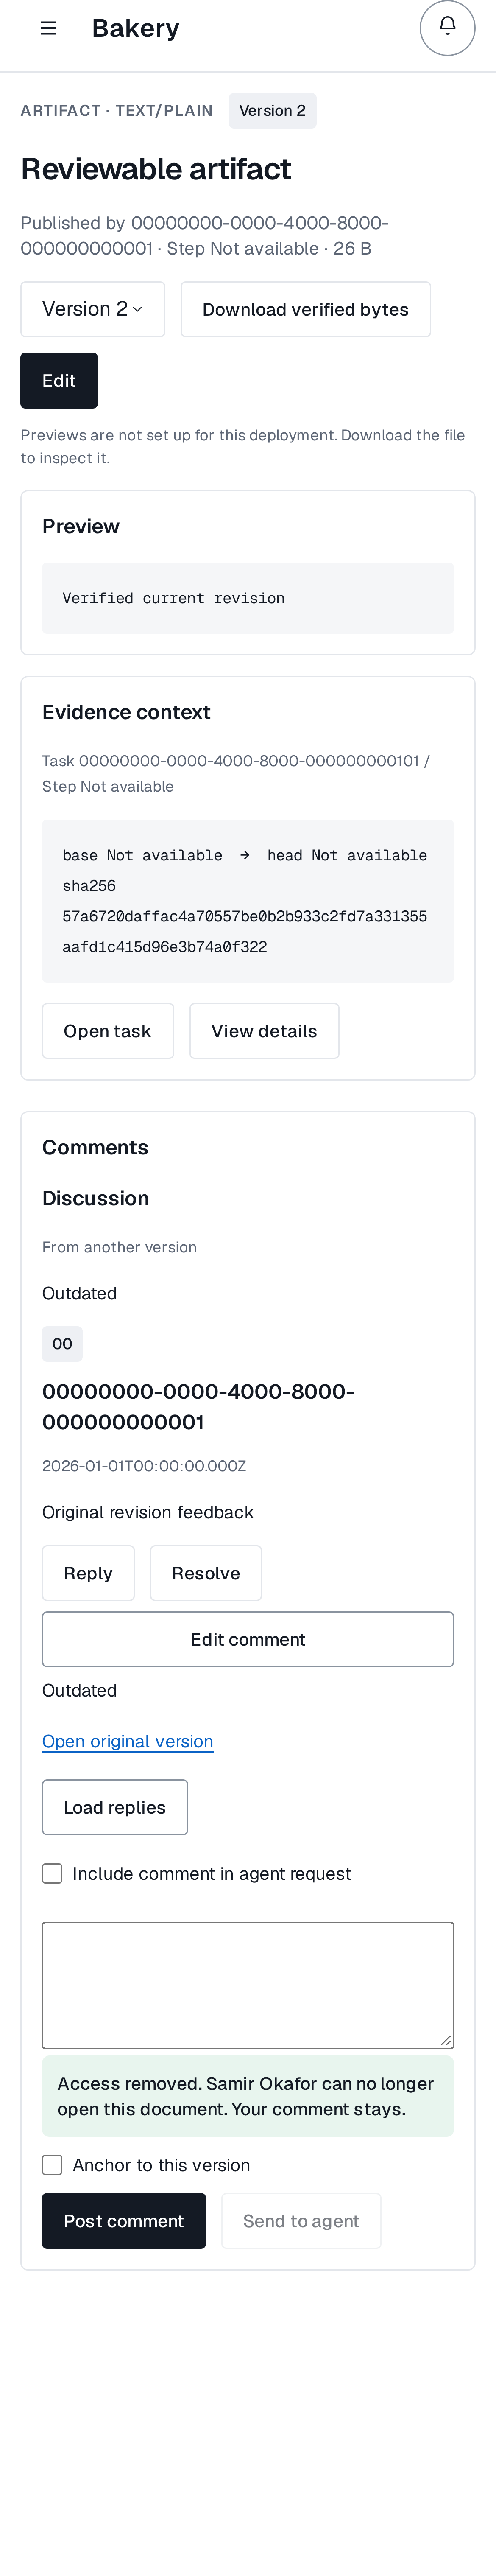 Bakery
ARTIFACT · TEXT/PLAIN Version 2
Reviewable artifact
Published by 00000000-0000-4000-8000-
000000000001 · Step Not available · 26 B
Version 2 Download verified bytes
Edit
Previews are not set up for this deployment. Download the file
to inspect it.
Preview
Verified current revision
Evidence context
Task 00000000-0000-4000-8000-000000000101 /
Step Not available
base Not available → head Not available
sha256
57a6720daffac4a70557be0b2b933c2fd7a331355
aafd1c415d96e3b74a0f322
Open task View details
Comments
Discussion
From another version
Outdated
00
00000000-0000-4000-8000-
000000000001
2026-01-01T00:00:00.000Z
Original revision feedback
Reply Resolve
Edit comment
Outdated
Open original version
Load replies
Include comment in agent request
Access removed. Samir Okafor can no longer
open this document. Your comment stays.
Anchor to this version
Post comment Send to agent